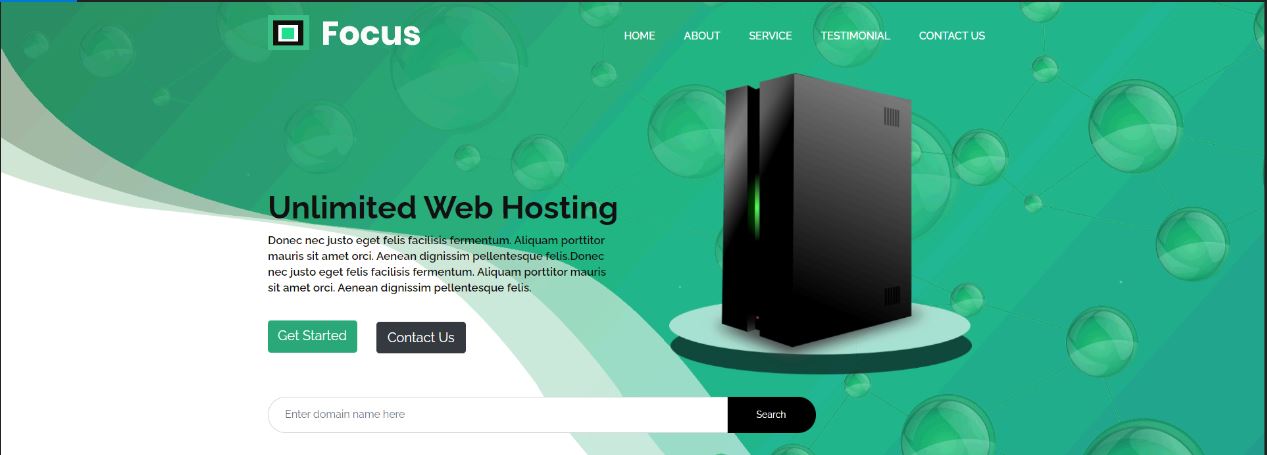 Focus
HOME ABOUT SERVICE TESTIMONIAL CONTACT US
Unlimited Web Hosting
Donec nec justo eget felis facilisis fermentum. Aliquam porttitor
mauris sit amet orci. Aenean dignissim pellentesque felis.Donec
nec justo eget felis facilisis fermentum. Aliquam porttitor mauris
sit amet orci. Aenean dignissim pellentesque felis.
Get Started Contact Us
Enter domain name here Search